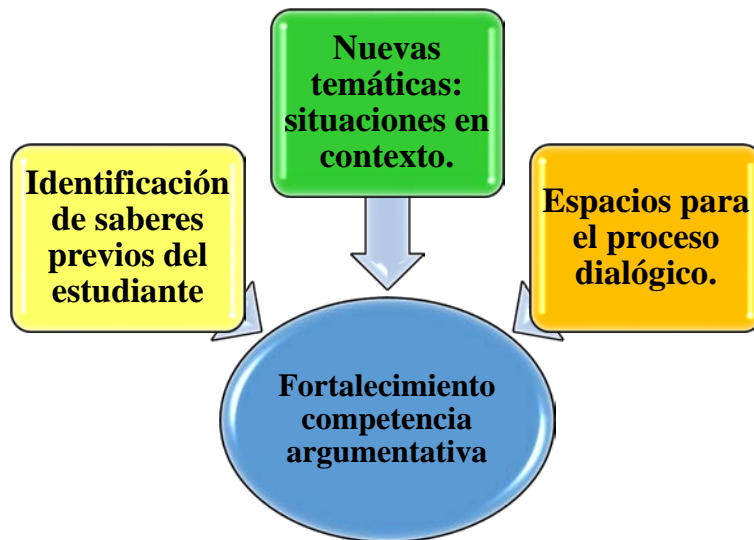 Nuevas
temáticas:
situaciones en
contexto.
Identificación
de saberes
previos del
estudiante
Espacios para
el proceso
dialógico.
Fortalecimiento
competencia
argumentativa